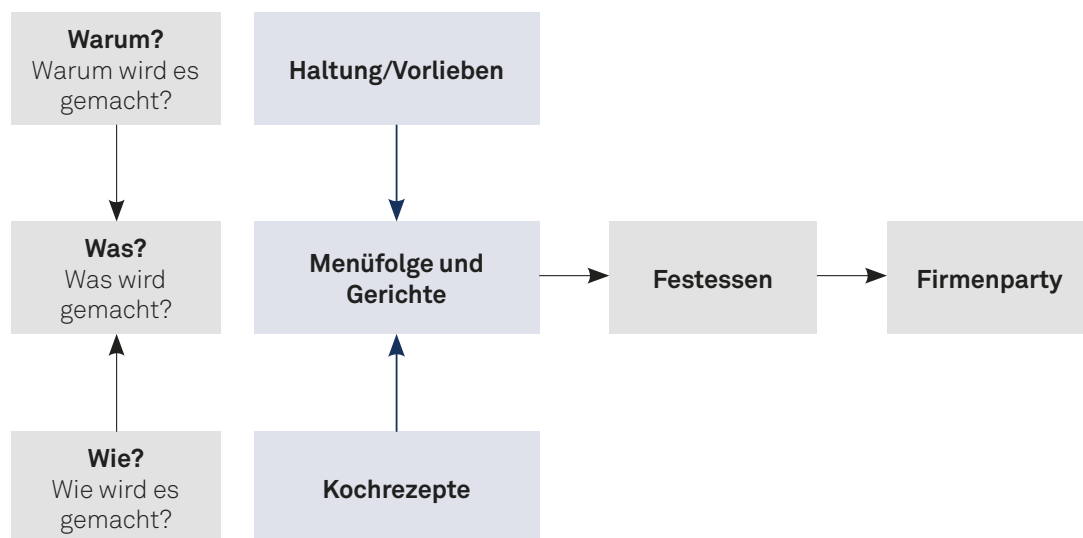 Warum?
Warum wird es
gemacht?
Haltung/Vorlieben
Was?
Was wird
gemacht?
Menüfolge und
Gerichte
Festessen
Firmenparty
Wie?
Wie wird es
gemacht?
Kochrezepte